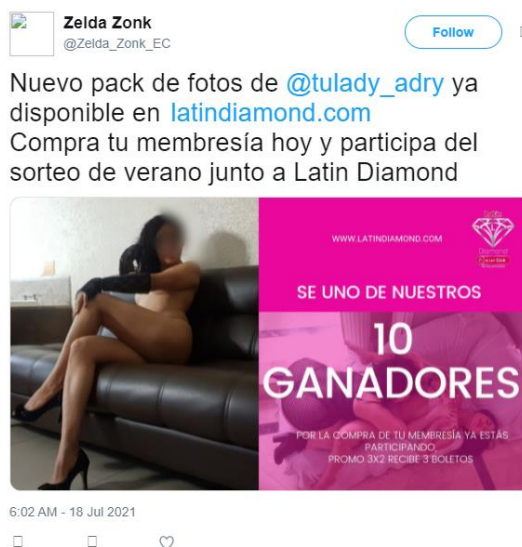 Zelda Zonk
@Zelda_Zonk_EC
Follow
Nuevo pack de fotos de @tulady_adry ya
disponible en latindiamond.com
Compra tu membresía hoy y participa del
sorteo de verano junto a Latin Diamond
WWW.LATINDIAMOND.COM
Diamond
SE UNO DE NUESTROS
10
GANADORES
POR LA COMPRA DE TU MEMBRESÍA YA ESTÁS
PARTICIPANDO
PROMO 3X2 RECIBE 3 BOLETOS
6:02 AM - 18 Jul 2021